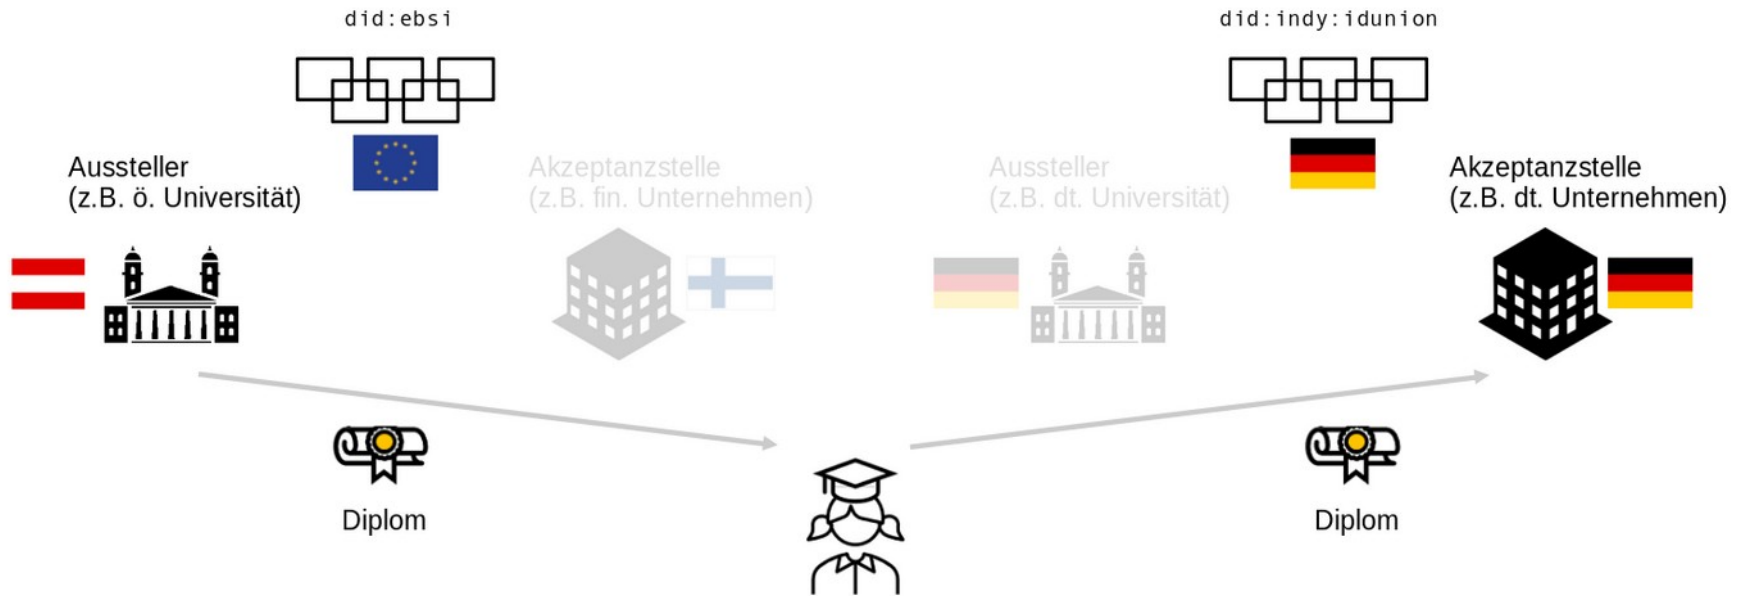 did:ebsi
did:indy:idunion
Aussteller
(z.B. ö. Universität)
Akzeptanzstelle
(z.B. fin. Unternehmen)
Aussteller
(z.B. dt. Universität)
Akzeptanzstelle
(z.B. dt. Unternehmen)
Diplom
Diplom